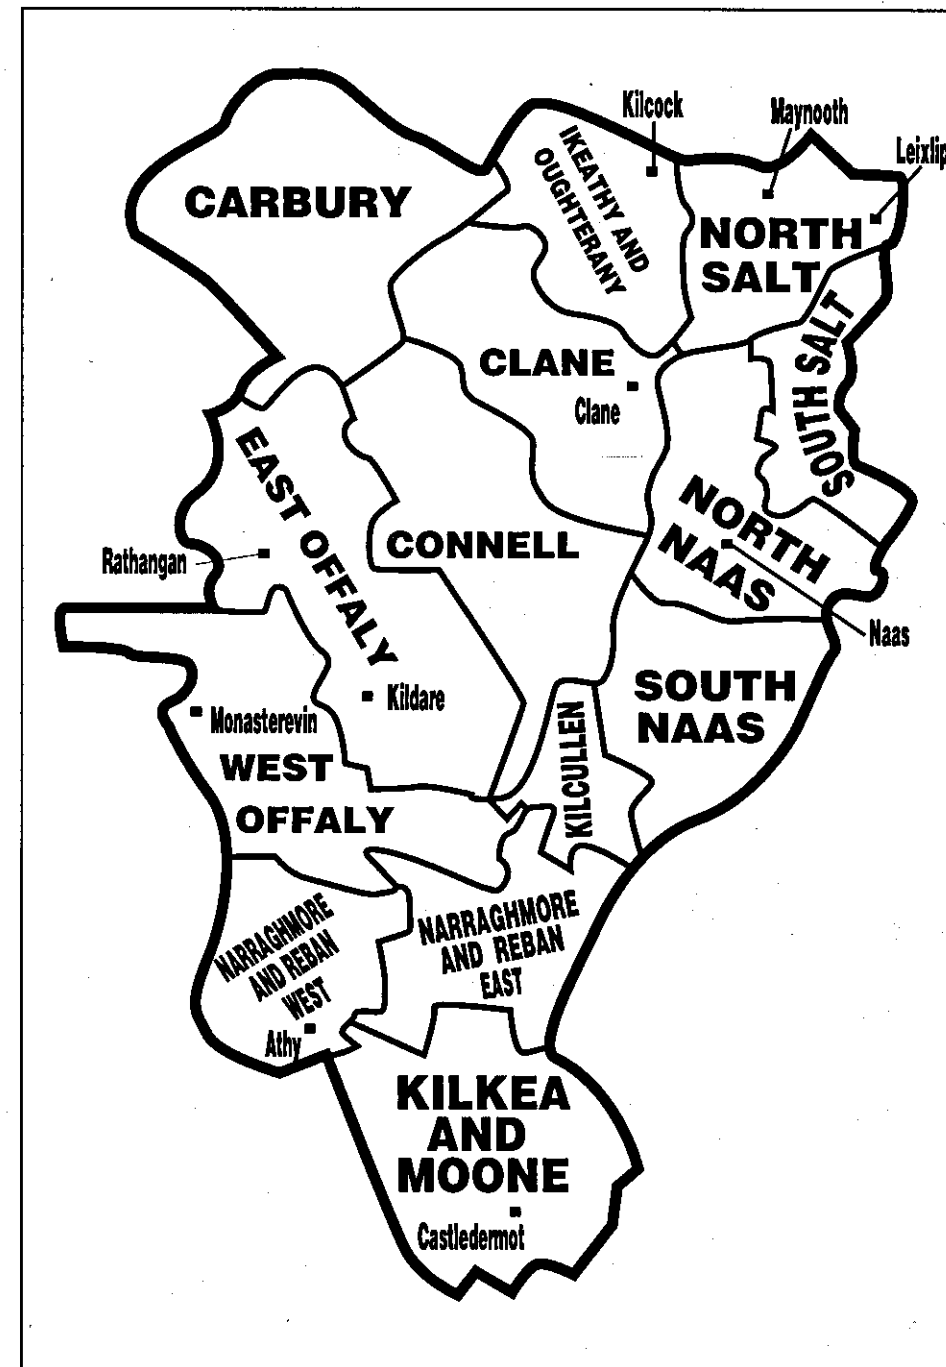 Kilcock
Maynooth
Leixlip
IKEATHY AND
OUGHTERANY
CARBURY
NORTH
SALT
SOUTH SALT
CLANE
Clane
EAST OFFALY
NORTH
NAAS
CONNELL
Rathangan
Naas
SOUTH
NAAS
Kildare
Monasterevin
KILCULLEN
WEST
OFFALY
NARRAGHMORE
AND REBAN
WEST
NARRAGHMORE
AND REBAN
EAST
Athy
KILKEA
AND
MOONE
Castledermot